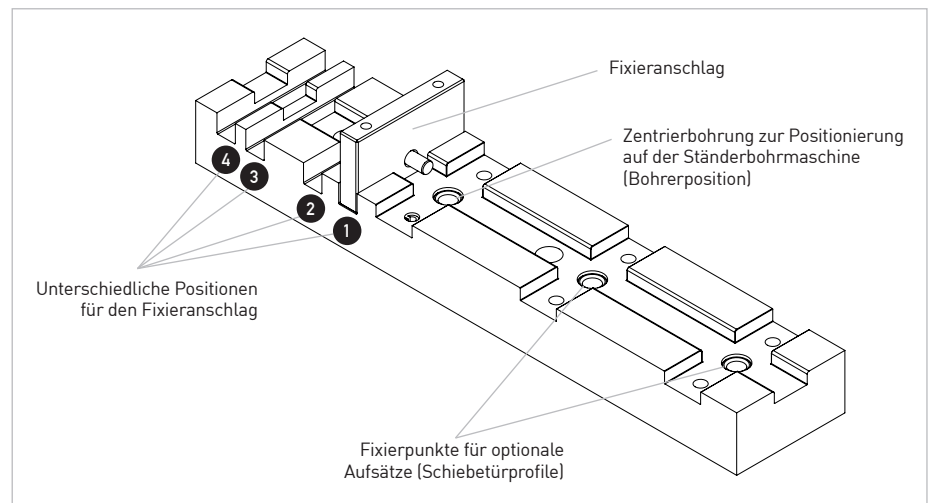 Fixieranschlag
Zentrierbohrung zur Positionierung
auf der Ständerbohrmaschine
(Bohrerposition)
4
3
2
1
Unterschiedliche Positionen
für den Fixieranschlag
Fixierpunkte für optionale
Aufsätze (Schiebetürprofile)